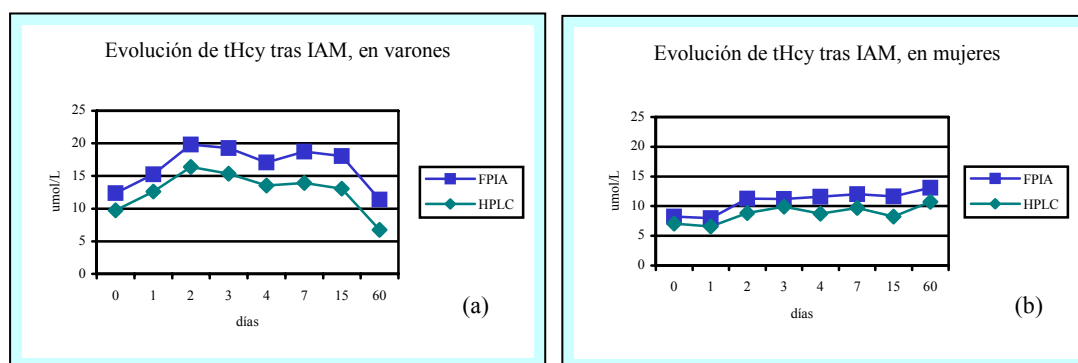 Evolución de tHcy tras IAM, en varones
25
20
15
10
5
0
umol/L
0 1 2 3 4 7 15 60
días
FPIA
HPLC
(a)
Evolución de tHcy tras IAM, en mujeres
25
20
15
10
5
0
umol/L
0 1 2 3 4 7 15 60
días
FPIA
HPLC
(b)